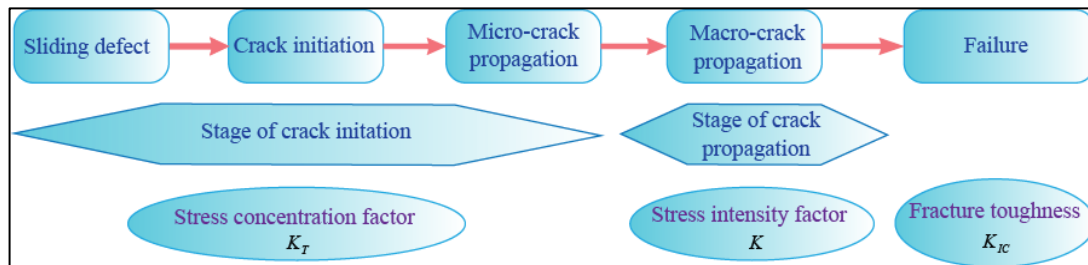 Sliding defect
Crack initiation
Micro-crack
propagation
Macro-crack
propagation
Failure
Stage of crack initation
Stage of crack
propagation
Stress concentration factor
K_T
Stress intensity factor
K
Fracture toughness
K_IC